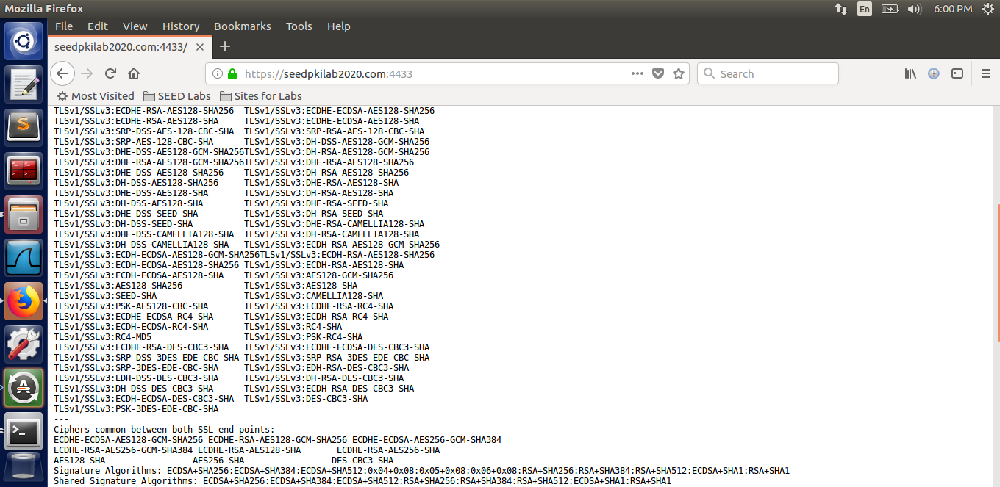 Mozilla Firefox En 6:00 PM
File Edit View History Bookmarks Tools Help
seedpkilab2020.com:4433/
https://seedpkilab2020.com:4433 Search
Most Visited SEED Labs Sites for Labs
TLSv1/SSLv3:ECDHE-RSA-AES128-SHA256 TLSv1/SSLv3:ECDHE-ECDSA-AES128-SHA256
TLSv1/SSLv3:ECDHE-RSA-AES128-SHA TLSv1/SSLv3:ECDHE-ECDSA-AES128-SHA
TLSv1/SSLv3:SRP-DSS-AES-128-CBC-SHA TLSv1/SSLv3:SRP-RSA-AES-128-CBC-SHA
TLSv1/SSLv3:SRP-AES-128-CBC-SHA TLSv1/SSLv3:DH-DSS-AES128-GCM-SHA256
TLSv1/SSLv3:DHE-DSS-AES128-GCM-SHA256TLSv1/SSLv3:DH-RSA-AES128-GCM-SHA256
TLSv1/SSLv3:DHE-RSA-AES128-GCM-SHA256TLSv1/SSLv3:DHE-RSA-AES128-SHA256
TLSv1/SSLv3:DHE-DSS-AES128-SHA256 TLSv1/SSLv3:DH-RSA-AES128-SHA256
TLSv1/SSLv3:DH-DSS-AES128-SHA256 TLSv1/SSLv3:DHE-RSA-AES128-SHA
TLSv1/SSLv3:DHE-DSS-AES128-SHA TLSv1/SSLv3:DH-RSA-AES128-SHA
TLSv1/SSLv3:DH-DSS-AES128-SHA TLSv1/SSLv3:DHE-RSA-SEED-SHA
TLSv1/SSLv3:DHE-DSS-SEED-SHA TLSv1/SSLv3:DH-RSA-SEED-SHA
TLSv1/SSLv3:DH-DSS-SEED-SHA TLSv1/SSLv3:DHE-RSA-CAMELLIA128-SHA
TLSv1/SSLv3:DHE-DSS-CAMELLIA128-SHA TLSv1/SSLv3:DH-RSA-CAMELLIA128-SHA
TLSv1/SSLv3:DH-DSS-CAMELLIA128-SHA TLSv1/SSLv3:ECDH-RSA-AES128-GCM-SHA256
TLSv1/SSLv3:ECDH-ECDSA-AES128-GCM-SHA256TLSv1/SSLv3:ECDH-RSA-AES128-SHA256
TLSv1/SSLv3:ECDH-ECDSA-AES128-SHA256 TLSv1/SSLv3:ECDH-RSA-AES128-SHA
TLSv1/SSLv3:ECDH-ECDSA-AES128-SHA TLSv1/SSLv3:AES128-GCM-SHA256
TLSv1/SSLv3:AES128-SHA256 TLSv1/SSLv3:AES128-SHA
TLSv1/SSLv3:SEED-SHA TLSv1/SSLv3:CAMELLIA128-SHA
TLSv1/SSLv3:PSK-AES128-CBC-SHA TLSv1/SSLv3:ECDHE-RSA-RC4-SHA
TLSv1/SSLv3:ECDHE-ECDSA-RC4-SHA TLSv1/SSLv3:ECDH-RSA-RC4-SHA
TLSv1/SSLv3:ECDH-ECDSA-RC4-SHA TLSv1/SSLv3:RC4-SHA
TLSv1/SSLv3:RC4-MD5 TLSv1/SSLv3:PSK-RC4-SHA
TLSv1/SSLv3:ECDHE-RSA-DES-CBC3-SHA TLSv1/SSLv3:ECDHE-ECDSA-DES-CBC3-SHA
TLSv1/SSLv3:SRP-DSS-3DES-EDE-CBC-SHA TLSv1/SSLv3:SRP-RSA-3DES-EDE-CBC-SHA
TLSv1/SSLv3:SRP-3DES-EDE-CBC-SHA TLSv1/SSLv3:EDH-RSA-DES-CBC3-SHA
TLSv1/SSLv3:EDH-DSS-DES-CBC3-SHA TLSv1/SSLv3:DH-RSA-DES-CBC3-SHA
TLSv1/SSLv3:DH-DSS-DES-CBC3-SHA TLSv1/SSLv3:ECDH-RSA-DES-CBC3-SHA
TLSv1/SSLv3:ECDH-ECDSA-DES-CBC3-SHA TLSv1/SSLv3:DES-CBC3-SHA
TLSv1/SSLv3:PSK-3DES-EDE-CBC-SHA
---
Ciphers common between both SSL end points:
ECDHE-ECDSA-AES128-GCM-SHA256 ECDHE-RSA-AES128-GCM-SHA256 ECDHE-ECDSA-AES256-GCM-SHA384
ECDHE-RSA-AES256-GCM-SHA384 ECDHE-RSA-AES128-SHA ECDHE-RSA-AES256-SHA
AES128-SHA AES256-SHA DES-CBC3-SHA
Signature Algorithms: ECDSA+SHA256:ECDSA+SHA384:ECDSA+SHA512:0x04+0x08:0x05+0x08:0x06+0x08:RSA+SHA256:RSA+SHA384:RSA+SHA512:ECDSA+SHA1:RSA+SHA1
Shared Signature Algorithms: ECDSA+SHA256:ECDSA+SHA384:ECDSA+SHA512:RSA+SHA256:RSA+SHA384:RSA+SHA512:ECDSA+SHA1:RSA+SHA1